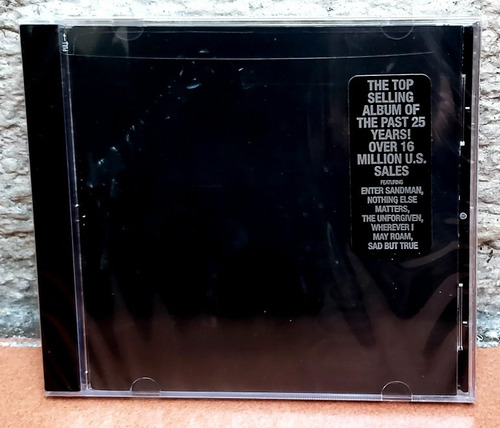 THE TOP
SELLING
ALBUM OF
THE PAST 25
YEARS!
OVER 16
MILLION U.S.
SALES
FEATURING
ENTER SANDMAN,
NOTHING ELSE
MATTERS,
THE UNFORGIVEN,
WHEREVER I
MAY ROAM,
SAD BUT TRUE